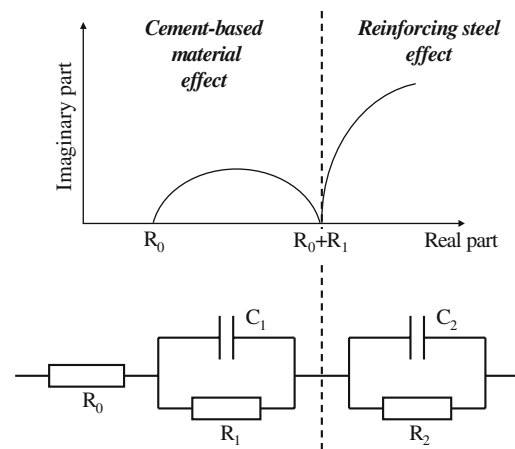 Cement-based
material
effect
Reinforcing steel
effect
Imaginary part
R0
R0+R1
Real part
C1
C2
R0
R1
R2